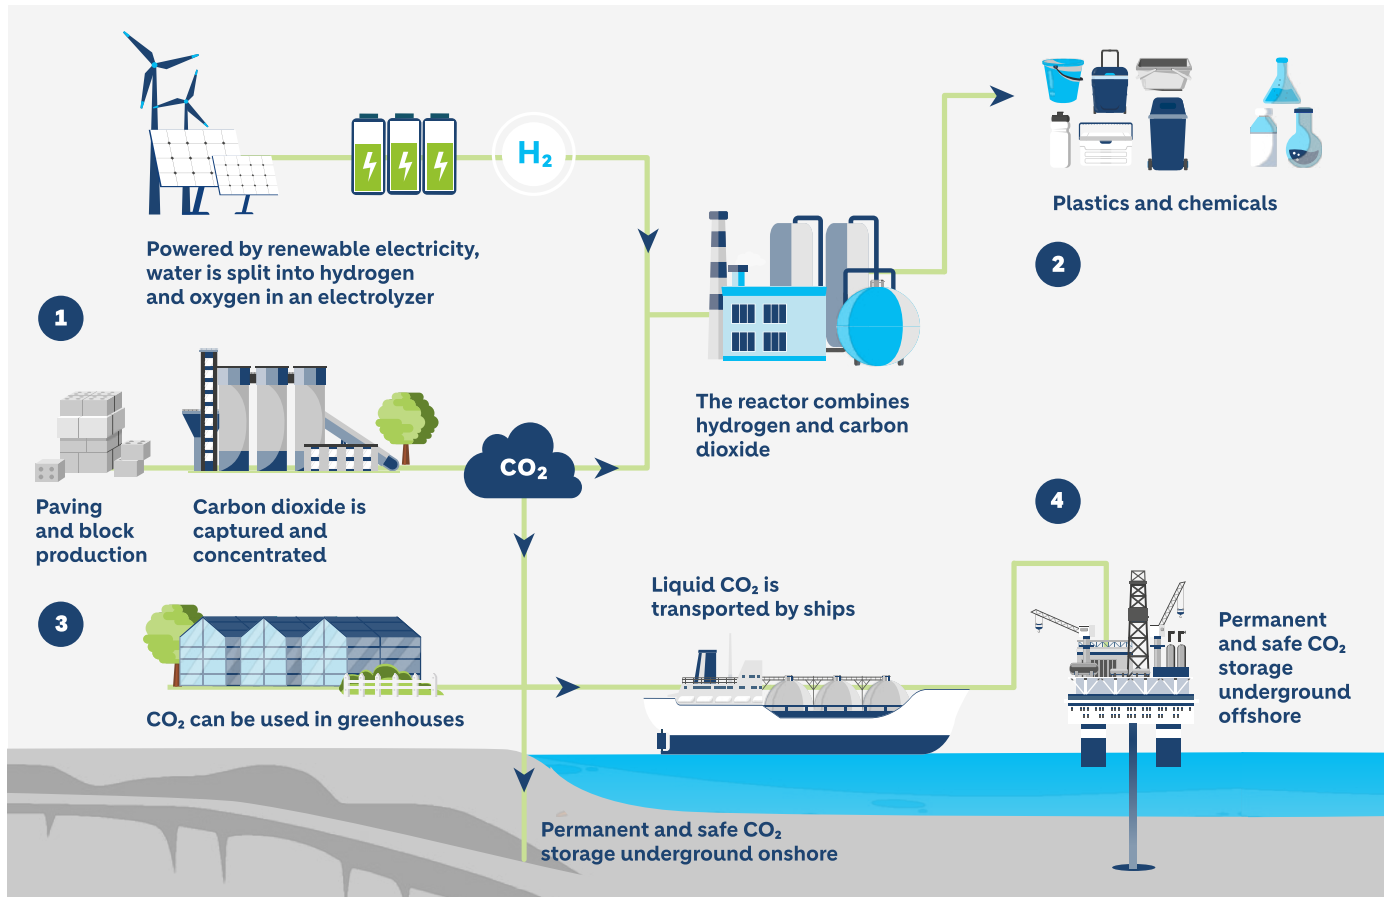 H₂
Powered by renewable electricity,
water is split into hydrogen
and oxygen in an electrolyzer
Plastics and chemicals
2
1
The reactor combines
hydrogen and carbon
dioxide
CO₂
Paving
and block
production
Carbon dioxide is
captured and
concentrated
4
3
Liquid CO₂ is
transported by ships
Permanent
and safe CO₂
storage
underground
offshore
CO₂ can be used in greenhouses
Permanent and safe CO₂
storage underground onshore